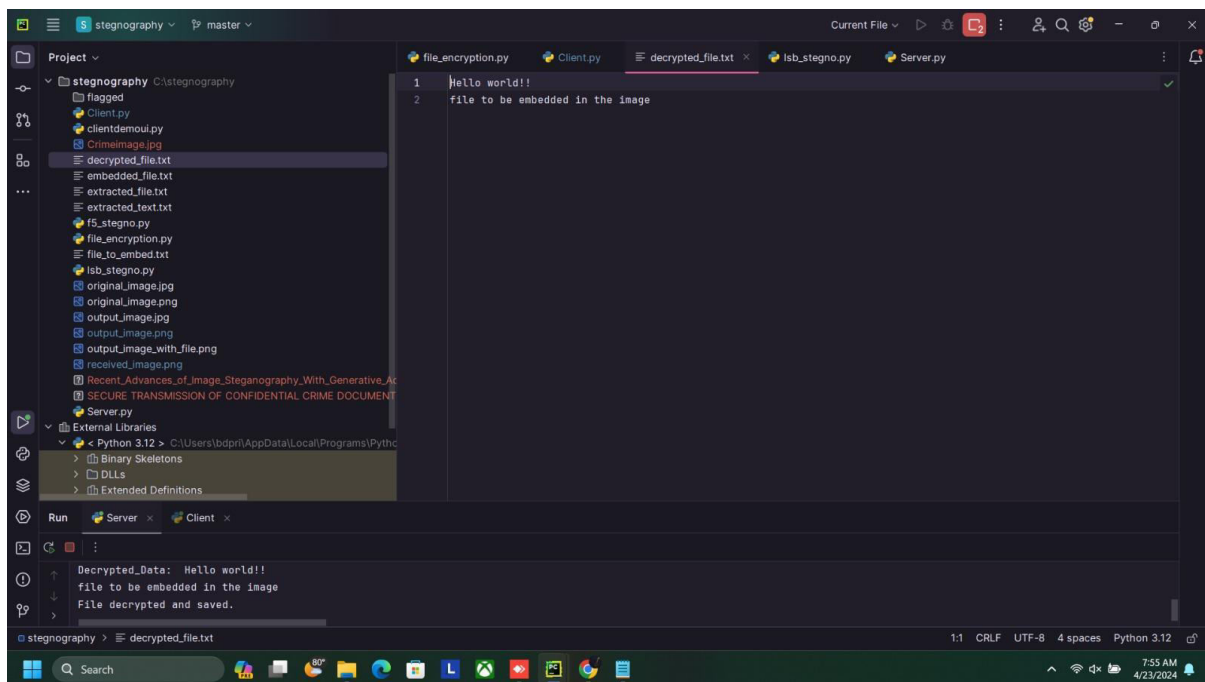 PC S stegnography master Current File
Project
file_encryption.py Client.py decrypted_file.txt lsb_stegno.py Server.py
stegnography C:\stegnography
flagged
Client.py
clientdemoui.py
Crimeimage.jpg
decrypted_file.txt
embedded_file.txt
extracted_file.txt
extracted_text.txt
f5_stegno.py
file_encryption.py
file_to_embed.txt
lsb_stegno.py
original_image.jpg
original_image.png
output_image.jpg
output_image.png
output_image_with_file.png
received_image.png
Recent_Advances_of_Image_Steganography_With_Generative_Ac
SECURE TRANSMISSION OF CONFIDENTIAL CRIME DOCUMENT
Server.py
External Libraries
< Python 3.12 > C:\Users\bdpri\AppData\Local\Programs\Pythc
Binary Skeletons
DLLs
Extended Definitions
1 Hello world!!
2 file to be embedded in the image
Run Server Client
Decrypted_Data: Hello world!!
file to be embedded in the image
File decrypted and saved.
stegnography > decrypted_file.txt 1:1 CRLF UTF-8 4 spaces Python 3.12
Search 80° L PC 7:55 AM
4/23/2024